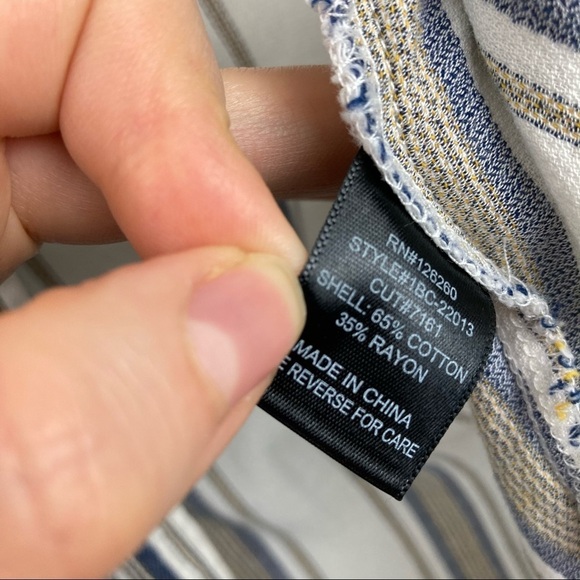 RN#126260
STYLE#1BC-22013
CUT#7161
SHELL: 65% COTTON
35% RAYON
MADE IN CHINA
REVERSE FOR CARE